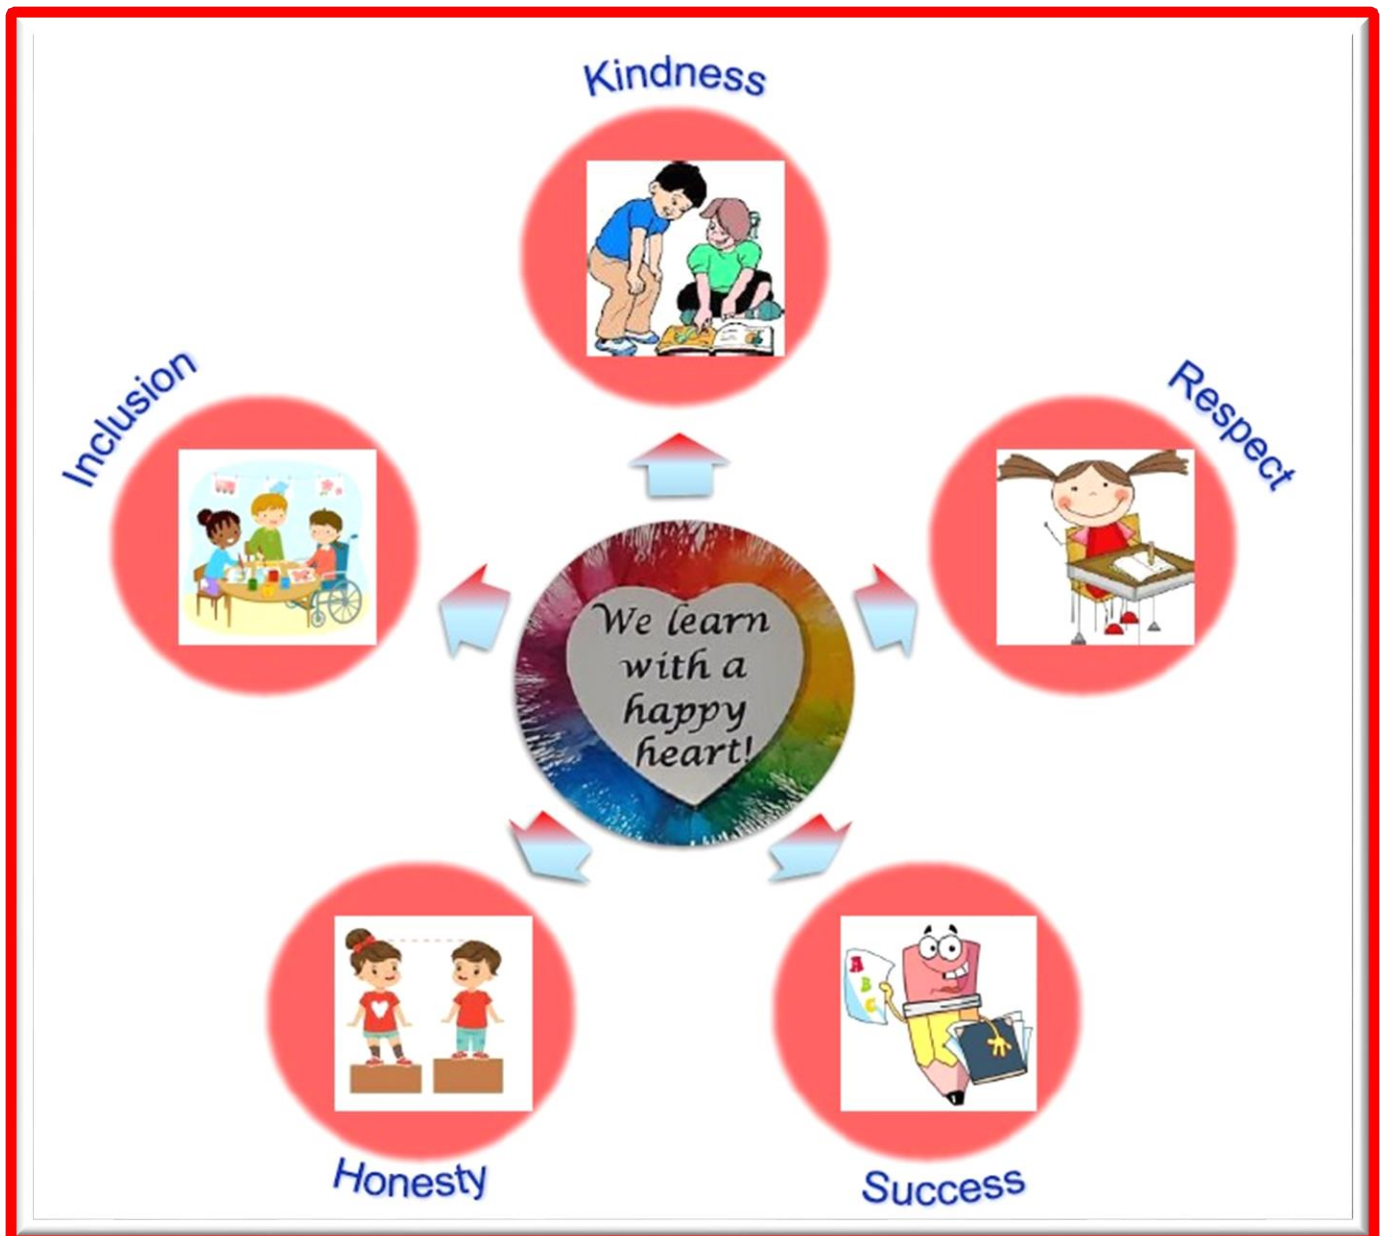 Kindness
Inclusion
Respect
We learn
with a
happy
heart!
A
B
C
Honesty
Success